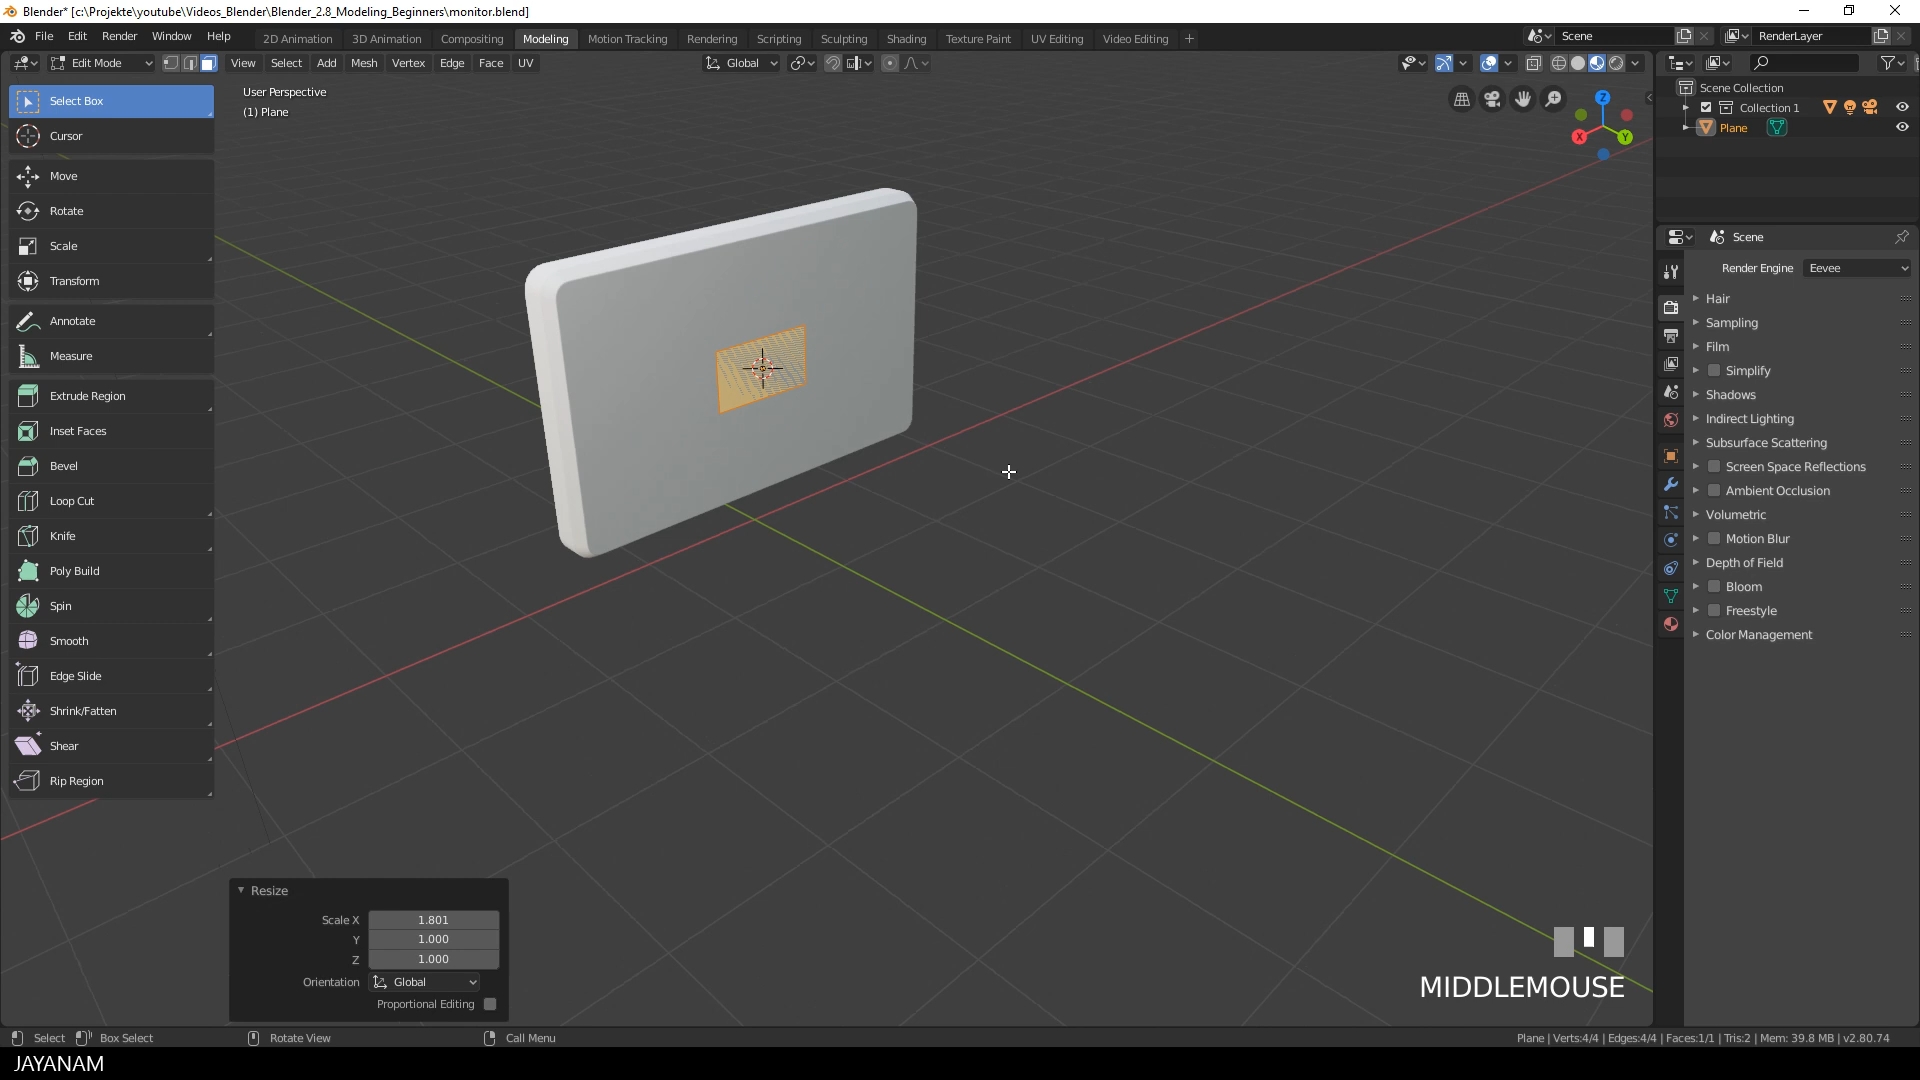 Blender* [c:\Projekte\youtube\Videos_Blender\Blender_2.8_Modeling_Beginners\monitor.blend]
File Edit Render Window Help 2D Animation 3D Animation Compositing Modeling Motion Tracking Rendering Scripting Sculpting Shading Texture Paint UV Editing Video Editing + Scene RenderLayer
Edit Mode View Select Add Mesh Vertex Edge Face UV Global
User Perspective
(1) Plane
Select Box
Cursor
Move
Rotate
Scale
Transform
Annotate
Measure
Extrude Region
Inset Faces
Bevel
Loop Cut
Knife
Poly Build
Spin
Smooth
Edge Slide
Shrink/Fatten
Shear
Rip Region
Z
X
Y
Scene Collection
Collection 1
Plane
Scene
Render Engine Eevee
Hair
Sampling
Film
Simplify
Shadows
Indirect Lighting
Subsurface Scattering
Screen Space Reflections
Ambient Occlusion
Volumetric
Motion Blur
Depth of Field
Bloom
Freestyle
Color Management
Resize
Scale X 1.801
Y 1.000
Z 1.000
Orientation Global
Proportional Editing
MIDDLEMOUSE
Select Box Select Rotate View Call Menu
Plane | Verts:4/4 | Edges:4/4 | Faces:1/1 | Tris:2 | Mem: 39.8 MB | v2.80.74
JAYANAM